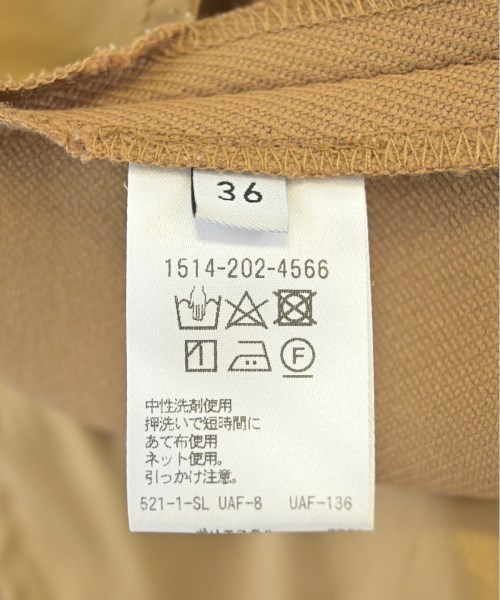 36
1514-202-4566
F
中性洗剤使用
押洗いで短時間に
あて布使用
ネット使用。
引っかけ注意。
521-1-SL UAF-8 UAF-136